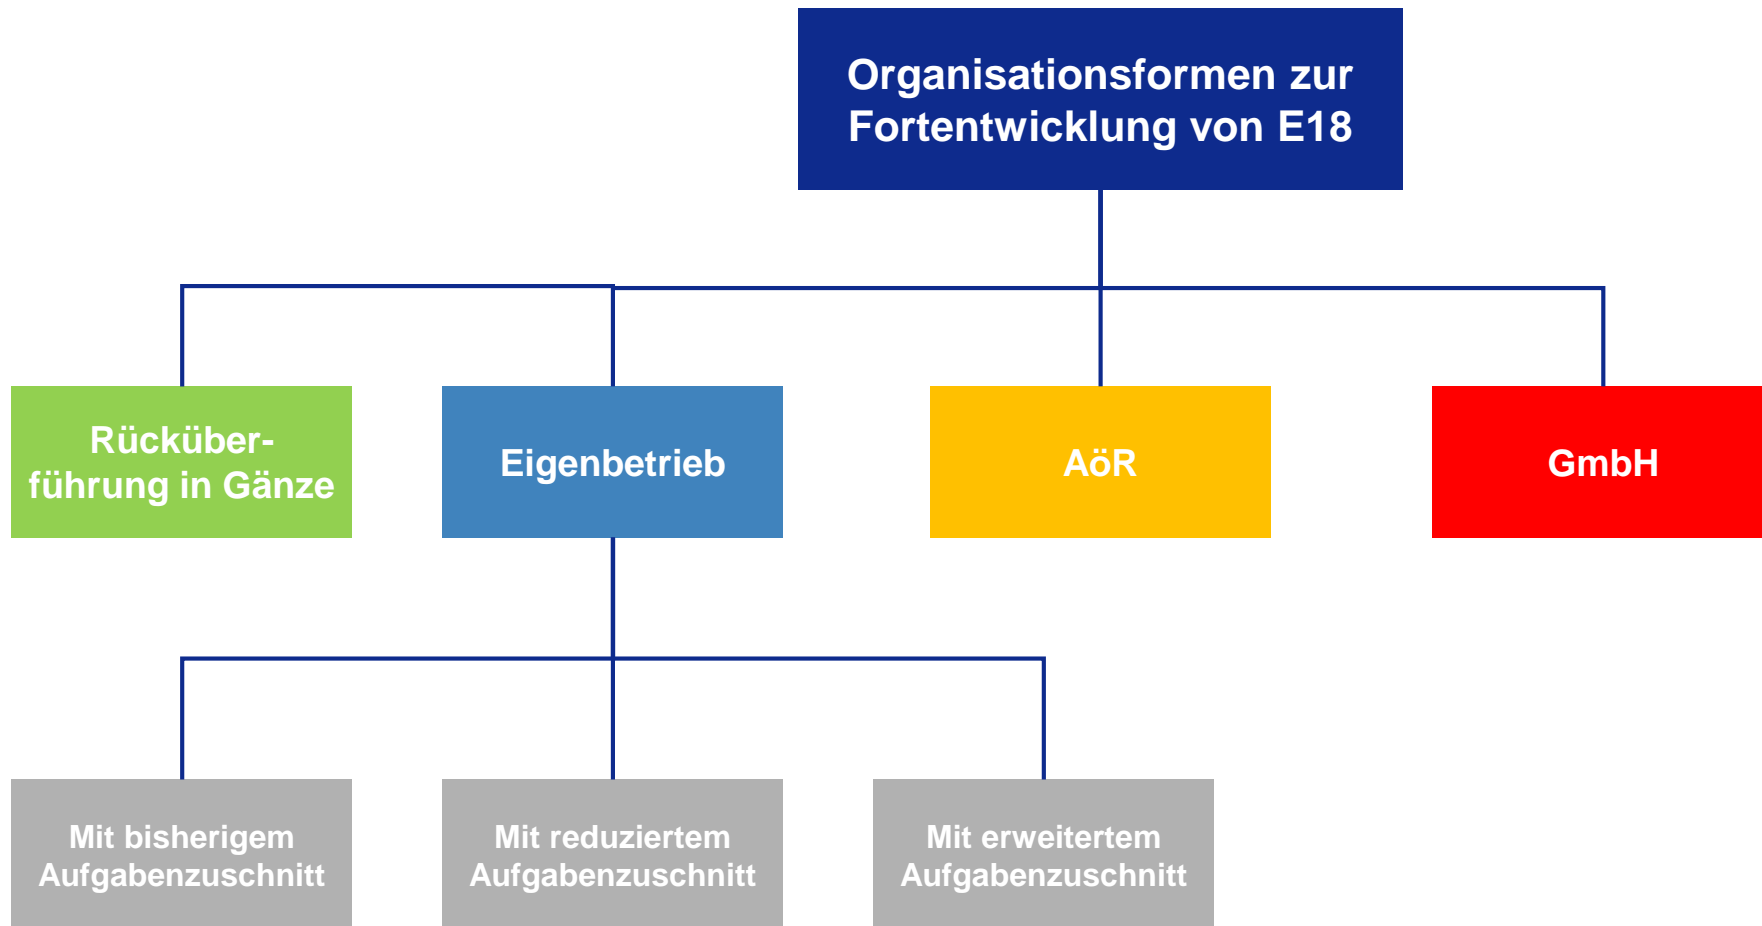 Organisationsformen zur
Fortentwicklung von E18
Rücküber-
führung in Gänze
Eigenbetrieb
AöR
GmbH
Mit bisherigem
Aufgabenzuschnitt
Mit reduziertem
Aufgabenzuschnitt
Mit erweitertem
Aufgabenzuschnitt